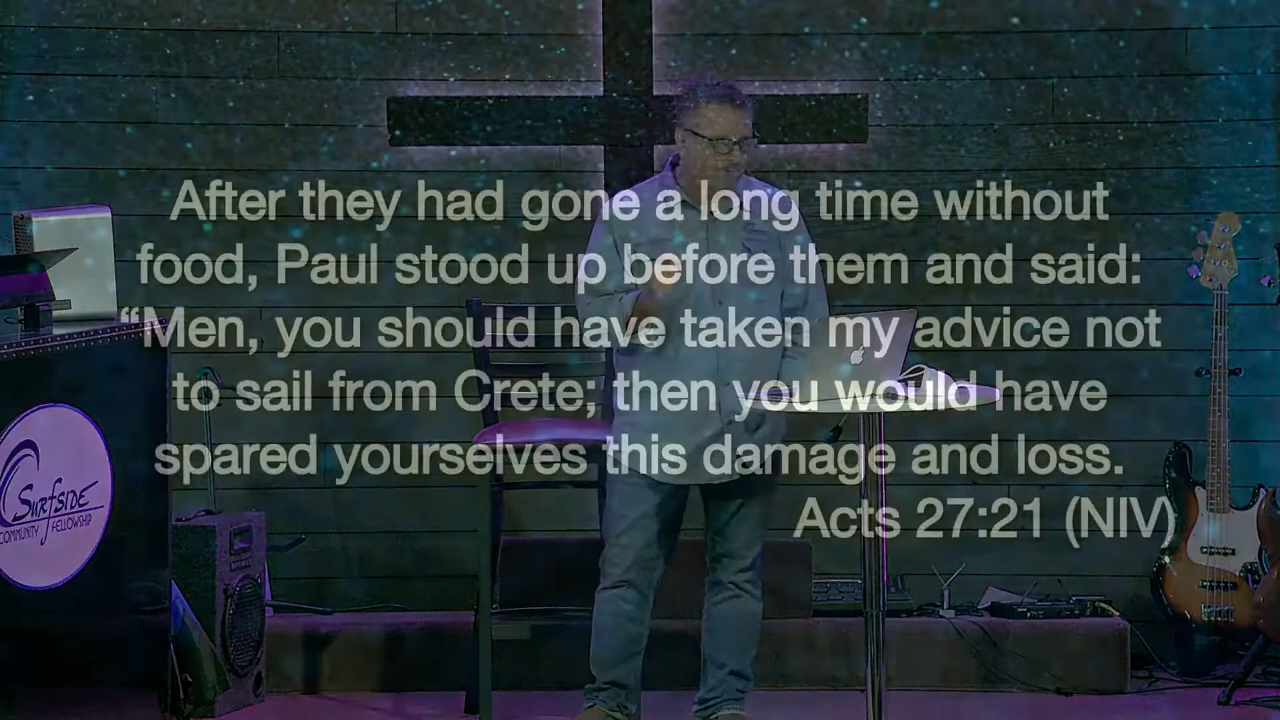 After they had gone a long time without
food, Paul stood up before them and said:
“Men, you should have taken my advice not
to sail from Crete; then you would have
spared yourselves this damage and loss.
Acts 27:21 (NIV)
Surfside
COMMUNITY FELLOWSHIP